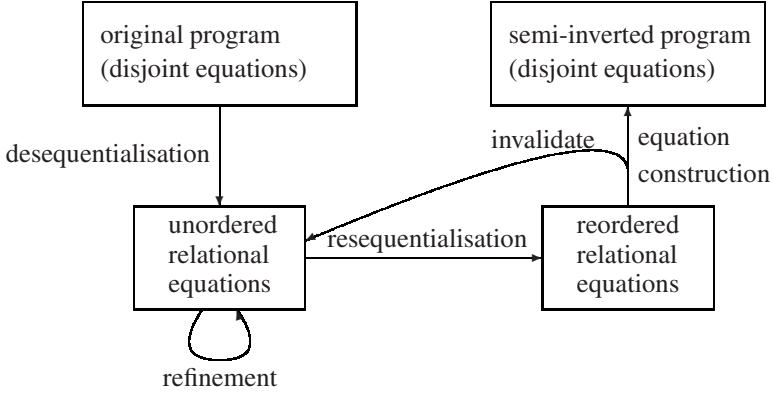 original program
(disjoint equations)
semi-inverted program
(disjoint equations)
desequentialisation
invalidate
equation
construction
unordered
relational
equations
resequentialisation
reordered
relational
equations
refinement